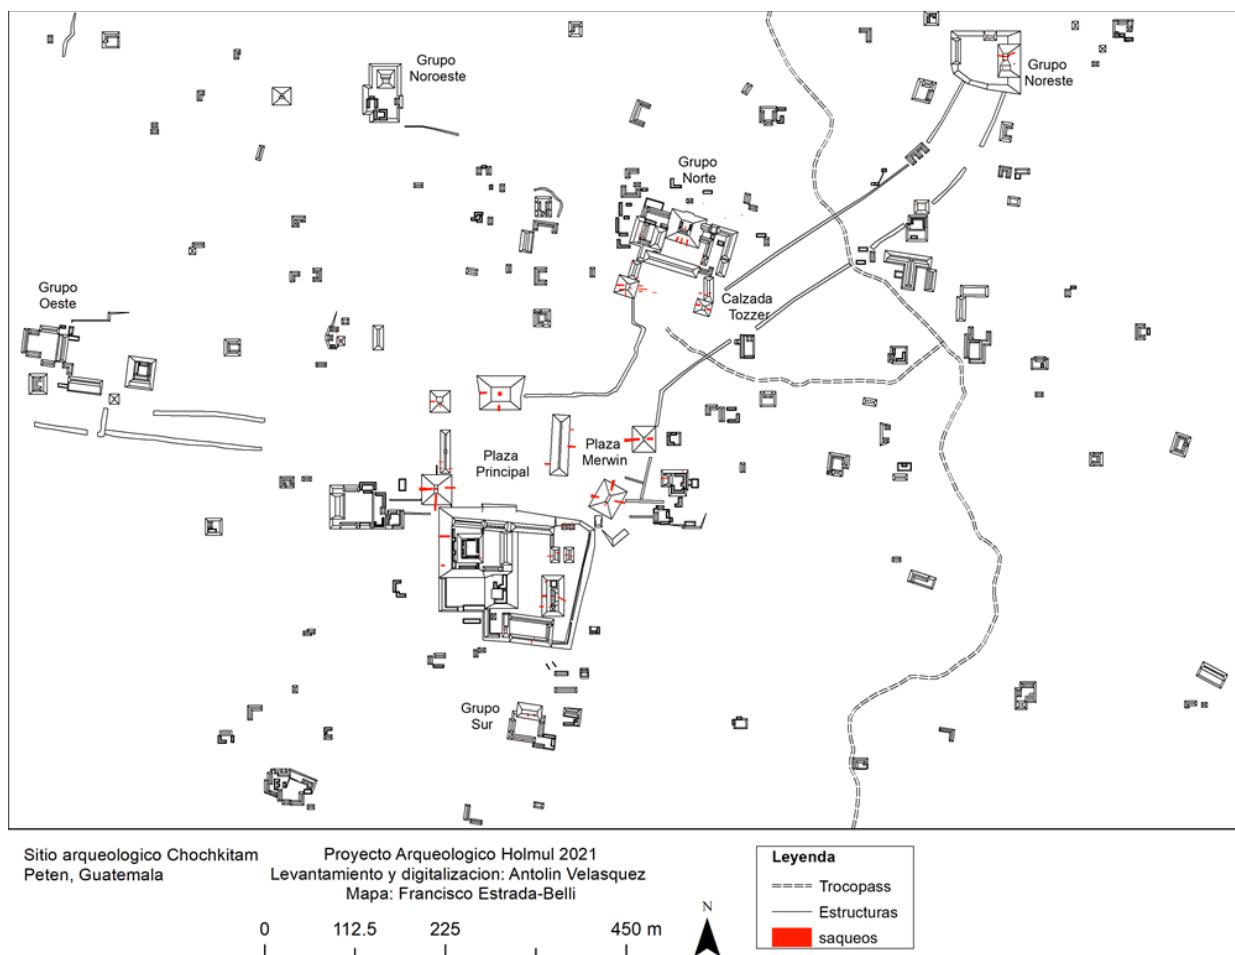 Grupo
Noroeste
Grupo
Noreste
Grupo
Norte
Grupo
Oeste
Calzada
Tozzer
Plaza
Principal
Plaza
Merwin
Grupo
Sur
Sitio arqueologico Chochkitam
Peten, Guatemala
Proyecto Arqueologico Holmul 2021
Levantamiento y digitalizacion: Antolin Velasquez
Mapa: Francisco Estrada-Belli
0 112.5 225 450 m
N
Leyenda
Trocopass
Estructuras
saqueos